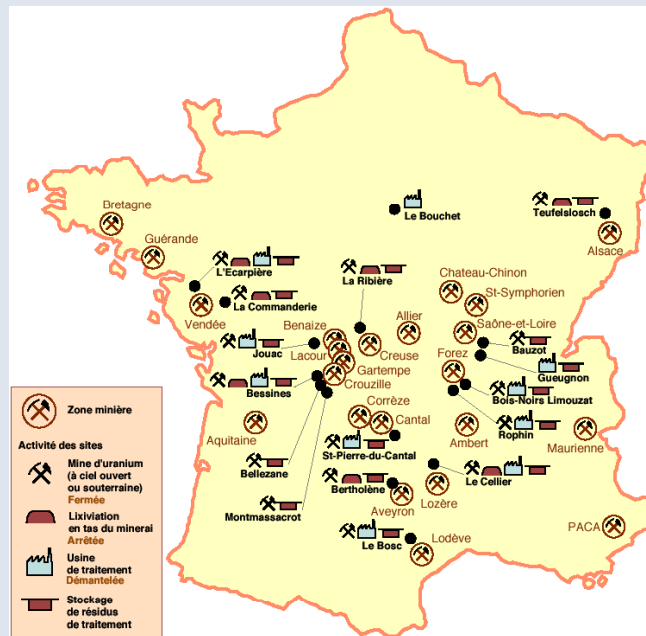 Bretagne
Guérande
Le Bouchet
Teufelslosch
Alsace
L'Ecarpière
La Ribière
Chateau-Chinon
St-Symphorien
La Commanderie
Vendée
Benaize
Allier
Saône-et-Loire
Jouac
Lacour
Creuse
Bauzot
Gartempe
Forez
Gueugnon
Bessines
Crouzille
Bois-Noirs Limouzat
Corrèze
Cantal
Rophin
Aquitaine
Ambert
Maurienne
St-Pierre-du-Cantal
Bellezane
Le Cellier
Bertholène
Lozère
Aveyron
Montmassacrot
PACA
Le Bosc
Lodève
Zone minière
Activité des sites
Mine d'uranium
(à ciel ouvert
ou souterraine)
Fermée
Lixiviation
en tas du minerai
Arrêtée
Usine
de traitement
Démantelée
Stockage
de résidus
de traitement